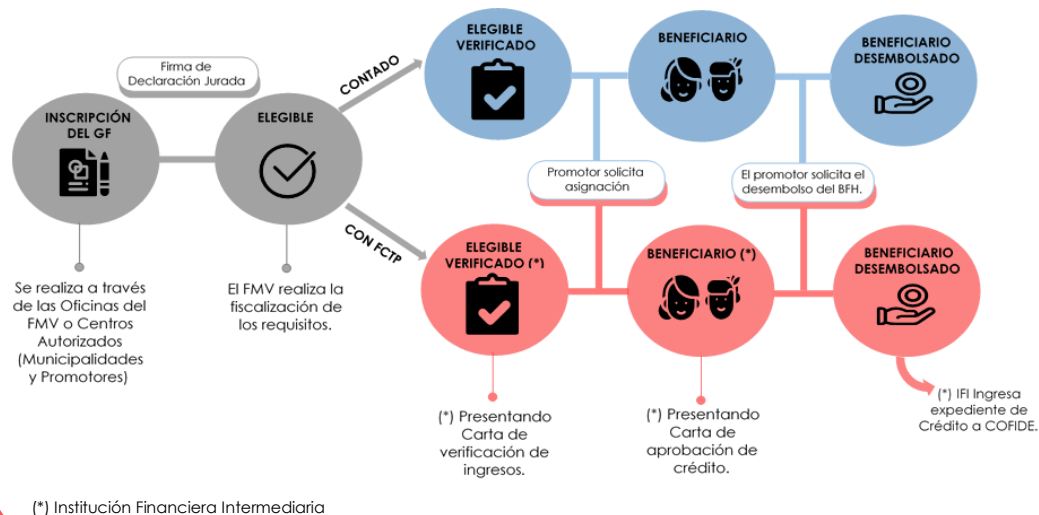 Firma de
Declaración Jurada
INSCRIPCIÓN
DEL GF
ELEGIBLE
CONTADO
CON FCTP
ELEGIBLE
VERIFICADO
BENEFICIARIO
BENEFICIARIO
DESEMBOLSADO
Promotor solicita
asignación
El promotor solicita el
desembolso del BFH.
ELEGIBLE
VERIFICADO (*)
BENEFICIARIO (*)
BENEFICIARIO
DESEMBOLSADO
Se realiza a través
de las Oficinas del
FMV o Centros
Autorizados
(Municipalidades
y Promotores)
El FMV realiza la
fiscalización de
los requisitos.
(*) Presentando
Carta de
verificación de
ingresos.
(*) Presentando
Carta de
aprobación de
crédito.
(*) IFI Ingresa
expediente de
Crédito a COFIDE.
(*) Institución Financiera Intermediaria